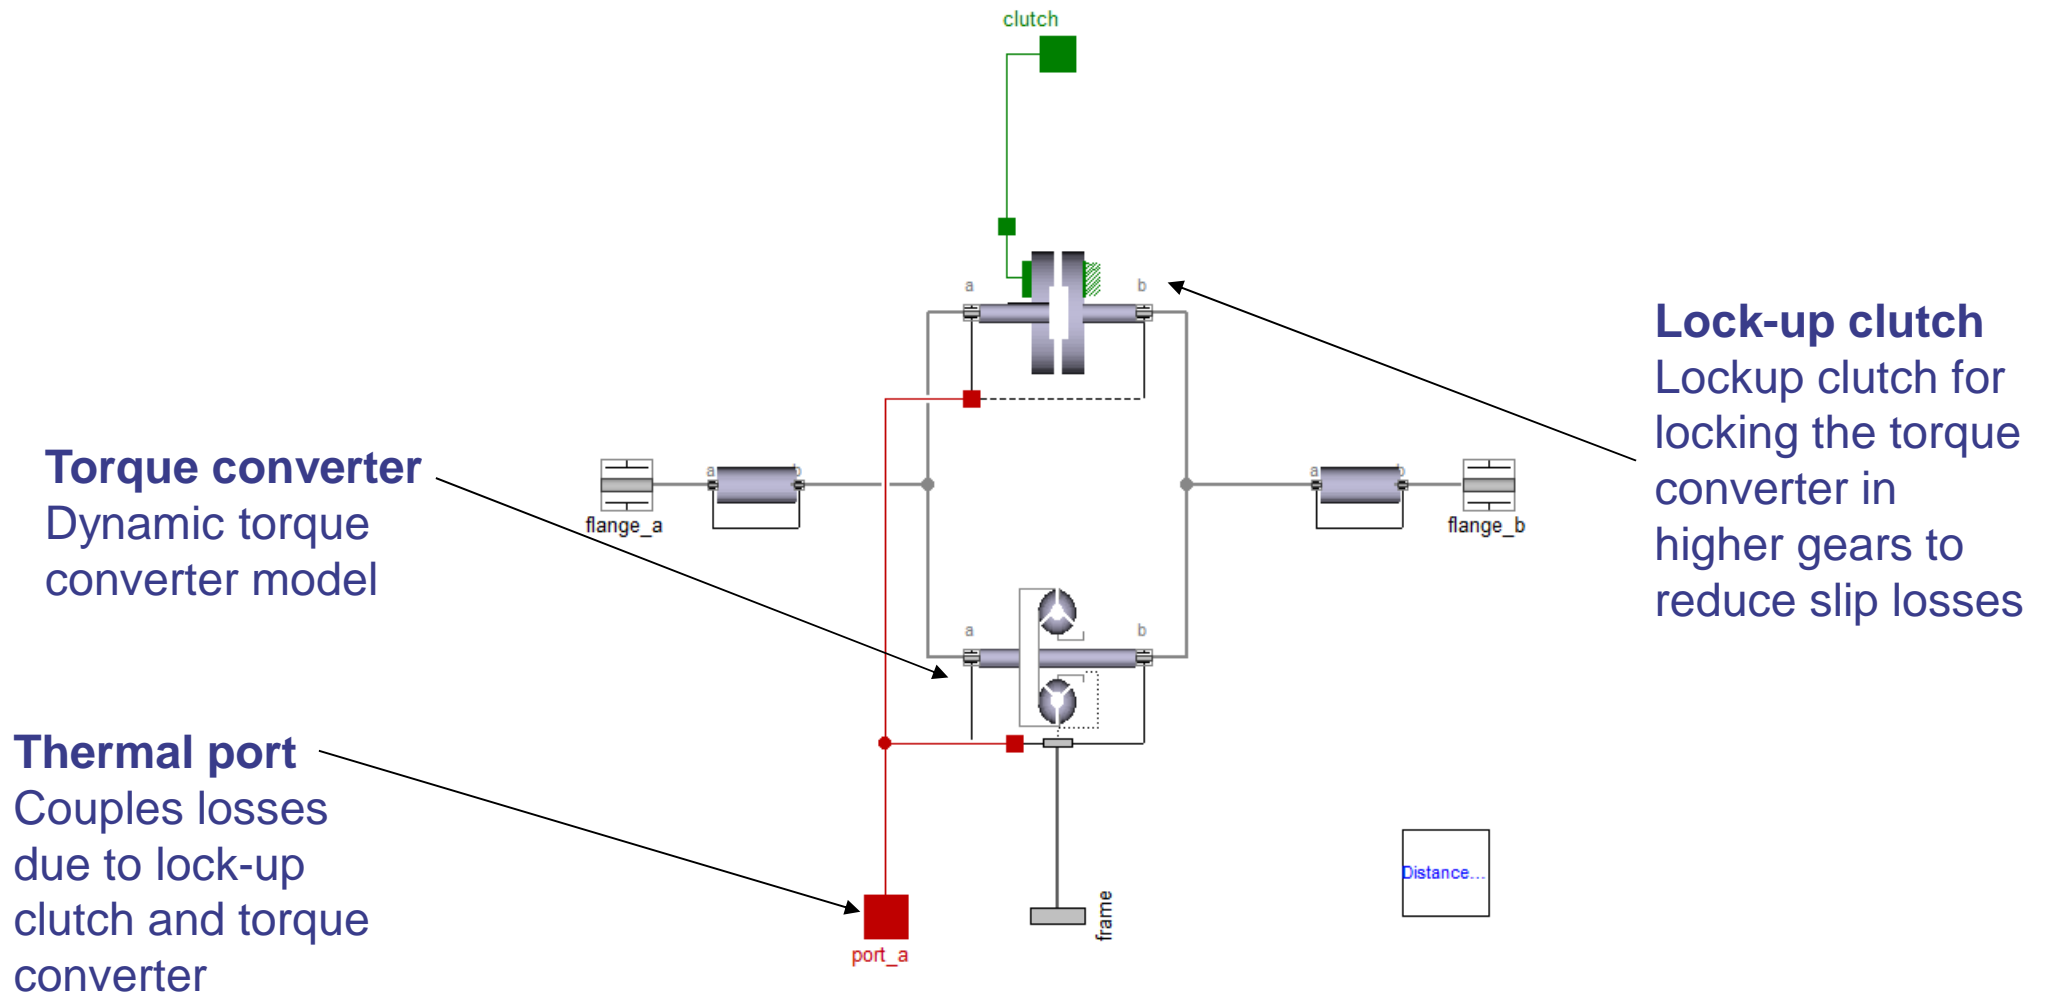 clutch
a
b
Lock-up clutch
Lockup clutch for
locking the torque
converter in
higher gears to
reduce slip losses
Torque converter
Dynamic torque
converter model
a
b
flange_a
a
b
flange_b
a
b
Thermal port
Couples losses
due to lock-up
clutch and torque
converter
port_a
frame
Distance...